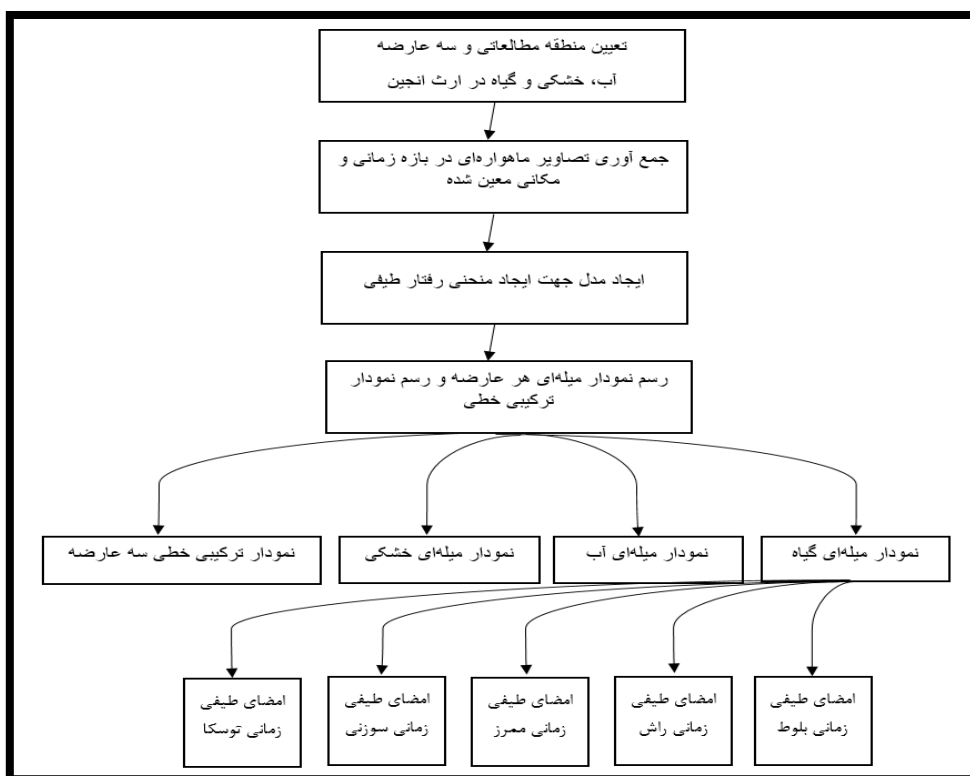 تعیین منطقه مطالعاتی و سه عارضه
آب، خشکی و گیاه در ارث انجین
جمع آوری تصاویر ماهواره‌ای در بازه زمانی و
مکانی معین شده
ایجاد مدل جهت ایجاد منحنی رفتار طیفی
رسم نمودار میله‌ای هر عارضه و رسم نمودار
ترکیبی خطی
نمودار میله‌ای گیاه
نمودار میله‌ای آب
نمودار میله‌ای خشکی
نمودار ترکیبی خطی سه عارضه
امضای طیفی
زمانی بلوط
امضای طیفی
زمانی راش
امضای طیفی
زمانی ممرز
امضای طیفی
زمانی سوزنی
امضای طیفی
زمانی توسکا